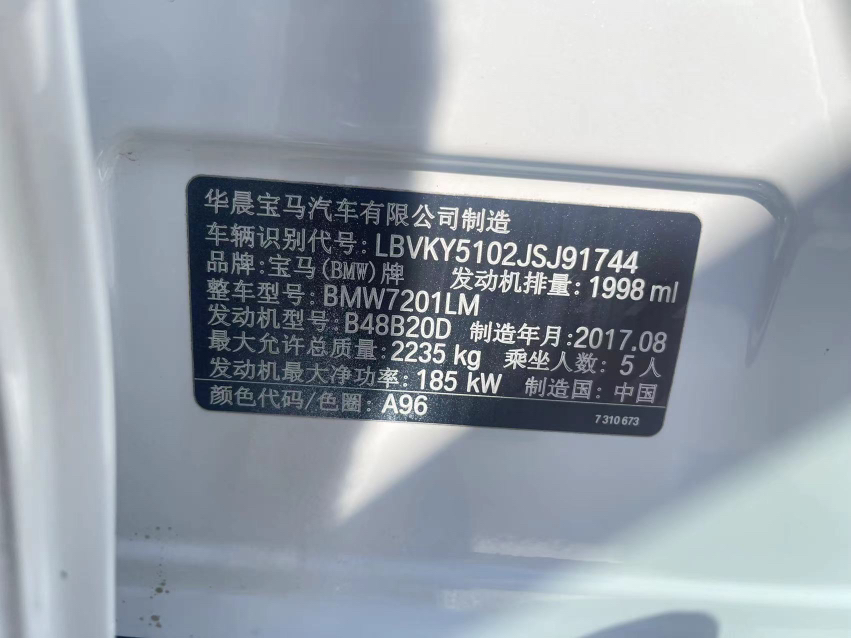 华晨宝马汽车有限公司制造
车辆识别代号: LBVKY5102JSJ91744
品牌: 宝马(BMW)牌 发动机排量: 1998 ml
整车型号: BMW7201LM
发动机型号: B48B20D 制造年月: 2017.08
最大允许总质量: 2235 kg 乘坐人数: 5 人
发动机最大净功率: 185 kW 制造国: 中国
颜色代码/色圈: A96
7 310 673